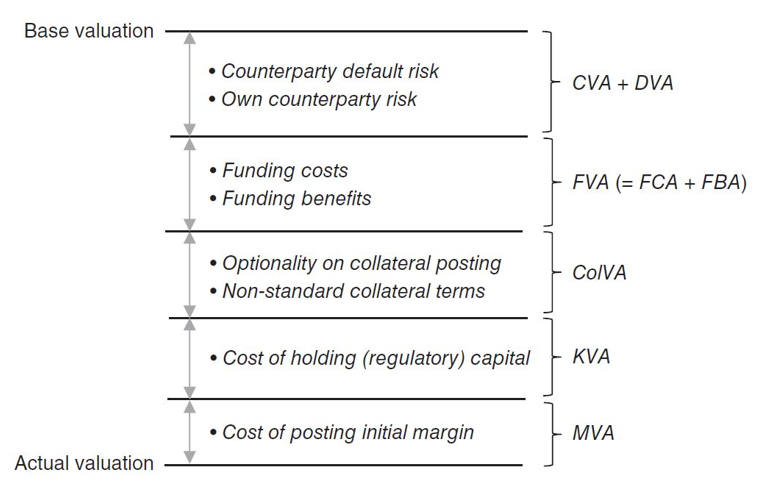 Base valuation
• Counterparty default risk
• Own counterparty risk
CVA + DVA
• Funding costs
• Funding benefits
FVA (= FCA + FBA)
• Optionality on collateral posting
• Non-standard collateral terms
ColVA
• Cost of holding (regulatory) capital
KVA
• Cost of posting initial margin
MVA
Actual valuation